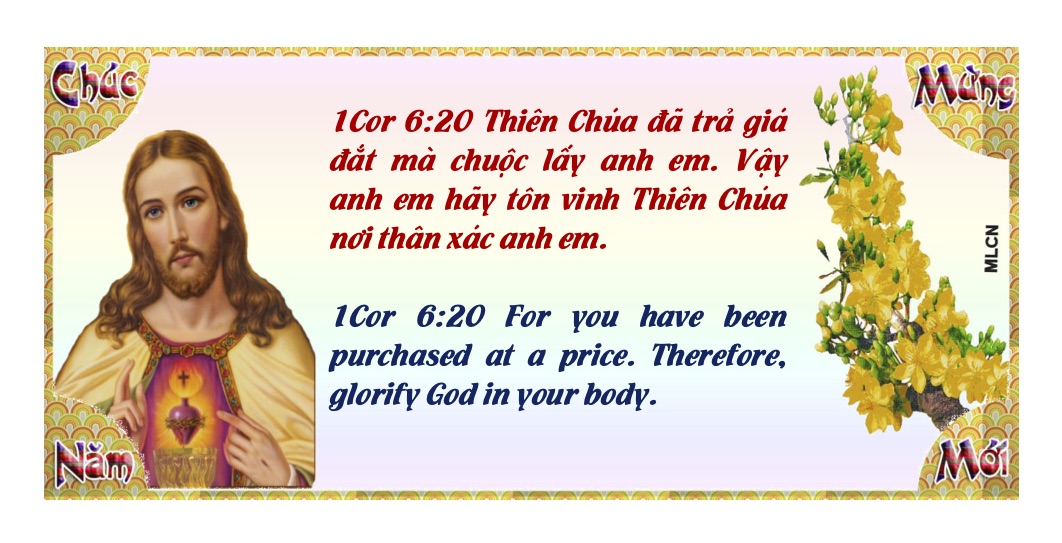 Chúc
Mừng
1Cor 6:20 Thiên Chúa đã trả giá
đắt mà chuộc lấy anh em. Vậy
anh em hãy tôn vinh Thiên Chúa
nơi thân xác anh em.
MLCN
1Cor 6:20 For you have been
purchased at a price. Therefore,
glorify God in your body.
Năm
Mới